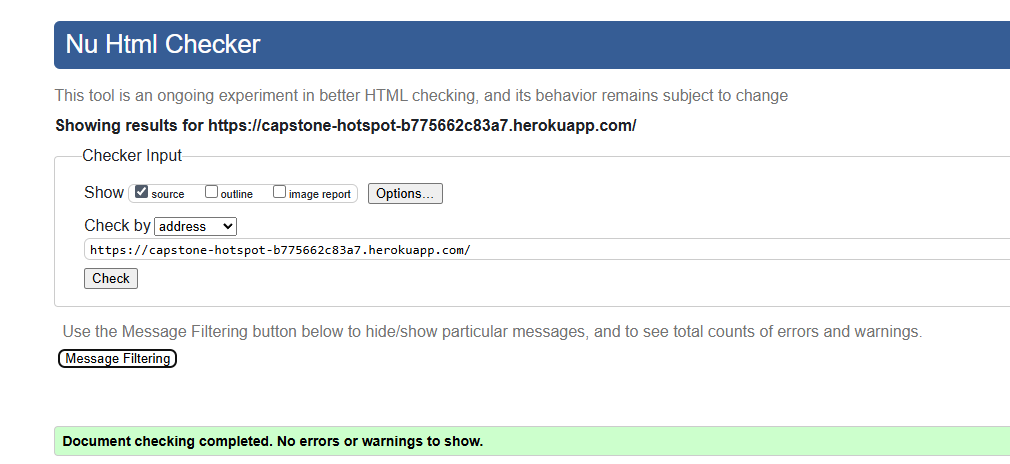 Nu Html Checker
This tool is an ongoing experiment in better HTML checking, and its behavior remains subject to change
Showing results for https://capstone-hotspot-b775662c83a7.herokuapp.com/
Checker Input
Show source outline image report Options...
Check by address
https://capstone-hotspot-b775662c83a7.herokuapp.com/
Check
Use the Message Filtering button below to hide/show particular messages, and to see total counts of errors and warnings.
Message Filtering
Document checking completed. No errors or warnings to show.